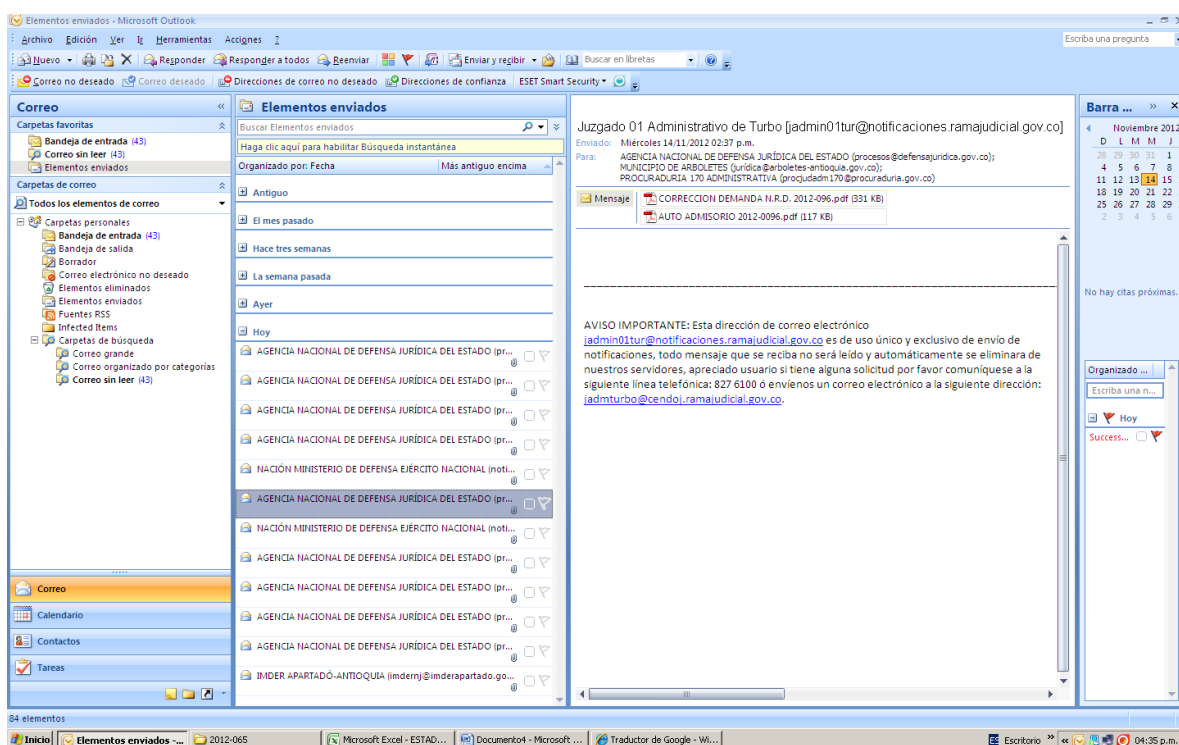 Elementos enviados - Microsoft Outlook
Archivo Edición Ver Ir Herramientas Acciones ?
Escriba una pregunta
Nuevo Responder Responder a todos Reenviar Enviar y recibir Buscar en libretas
Correo no deseado Correo deseado Direcciones de correo no deseado Direcciones de confianza ESET Smart Security
Correo
Carpetas favoritas
Bandeja de entrada (43)
Correo sin leer (43)
Elementos enviados
Carpetas de correo
Todos los elementos de correo
Carpetas personales
Bandeja de entrada (43)
Bandeja de salida
Borrador
Correo electrónico no deseado
Elementos eliminados
Elementos enviados
Fuentes RSS
Infected Items
Carpetas de búsqueda
Correo grande
Correo organizado por categorías
Correo sin leer (43)
Correo
Calendario
Contactos
Tareas
Elementos enviados
Buscar Elementos enviados
Haga clic aquí para habilitar Búsqueda instantánea
Organizado por: Fecha Más antiguo encima
Antiguo
El mes pasado
Hace tres semanas
La semana pasada
Ayer
Hoy
AGENCIA NACIONAL DE DEFENSA JURÍDICA DEL ESTADO (pr...
AGENCIA NACIONAL DE DEFENSA JURÍDICA DEL ESTADO (pr...
AGENCIA NACIONAL DE DEFENSA JURÍDICA DEL ESTADO (pr...
AGENCIA NACIONAL DE DEFENSA JURÍDICA DEL ESTADO (pr...
NACIÓN MINISTERIO DE DEFENSA EJÉRCITO NACIONAL (noti...
AGENCIA NACIONAL DE DEFENSA JURÍDICA DEL ESTADO (pr...
NACIÓN MINISTERIO DE DEFENSA EJÉRCITO NACIONAL (noti...
AGENCIA NACIONAL DE DEFENSA JURÍDICA DEL ESTADO (pr...
AGENCIA NACIONAL DE DEFENSA JURÍDICA DEL ESTADO (pr...
AGENCIA NACIONAL DE DEFENSA JURÍDICA DEL ESTADO (pr...
AGENCIA NACIONAL DE DEFENSA JURÍDICA DEL ESTADO (pr...
IMDER APARTADÓ-ANTIOQUIA (imdernj@imderapartado.go...
Juzgado 01 Administrativo de Turbo [jadmin01tur@notificaciones.ramajudicial.gov.co]
Enviado: Miércoles 14/11/2012 02:37 p.m.
Para: AGENCIA NACIONAL DE DEFENSA JURÍDICA DEL ESTADO (procesos@defensajuridica.gov.co);
MUNICIPIO DE ARBOLETES (jurídica@arboletes-antioquia.gov.co);
PROCURADURIA 170 ADMINISTRATIVA (procjudadm170@procuraduria.gov.co)
Mensaje CORRECCION DEMANDA N.R.D. 2012-096.pdf (331 KB)
AUTO ADMISORIO 2012-0096.pdf (117 KB)
AVISO IMPORTANTE: Esta dirección de correo electrónico
jadmin01tur@notificaciones.ramajudicial.gov.co es de uso único y exclusivo de envío de
notificaciones, todo mensaje que se reciba no será leído y automáticamente se eliminara de
nuestros servidores, apreciado usuario si tiene alguna solicitud por favor comuníquese a la
siguiente línea telefónica: 827 6100 ó envíenos un correo electrónico a la siguiente dirección:
jadmturbo@cendoj.ramajudicial.gov.co.
Barra ...
Noviembre 2012
D L M M J
28 29 30 31 1
4 5 6 7 8
11 12 13 14 15
18 19 20 21 22
25 26 27 28 29
2 3 4 5 6
No hay citas próximas.
Organizado ...
Escriba una n...
Hoy
Success...
84 elementos
Inicio Elementos enviados -... 2012-065 Microsoft Excel - ESTAD... Documento4 - Microsoft ... Traductor de Google - Wi... Escritorio 04:35 p.m.